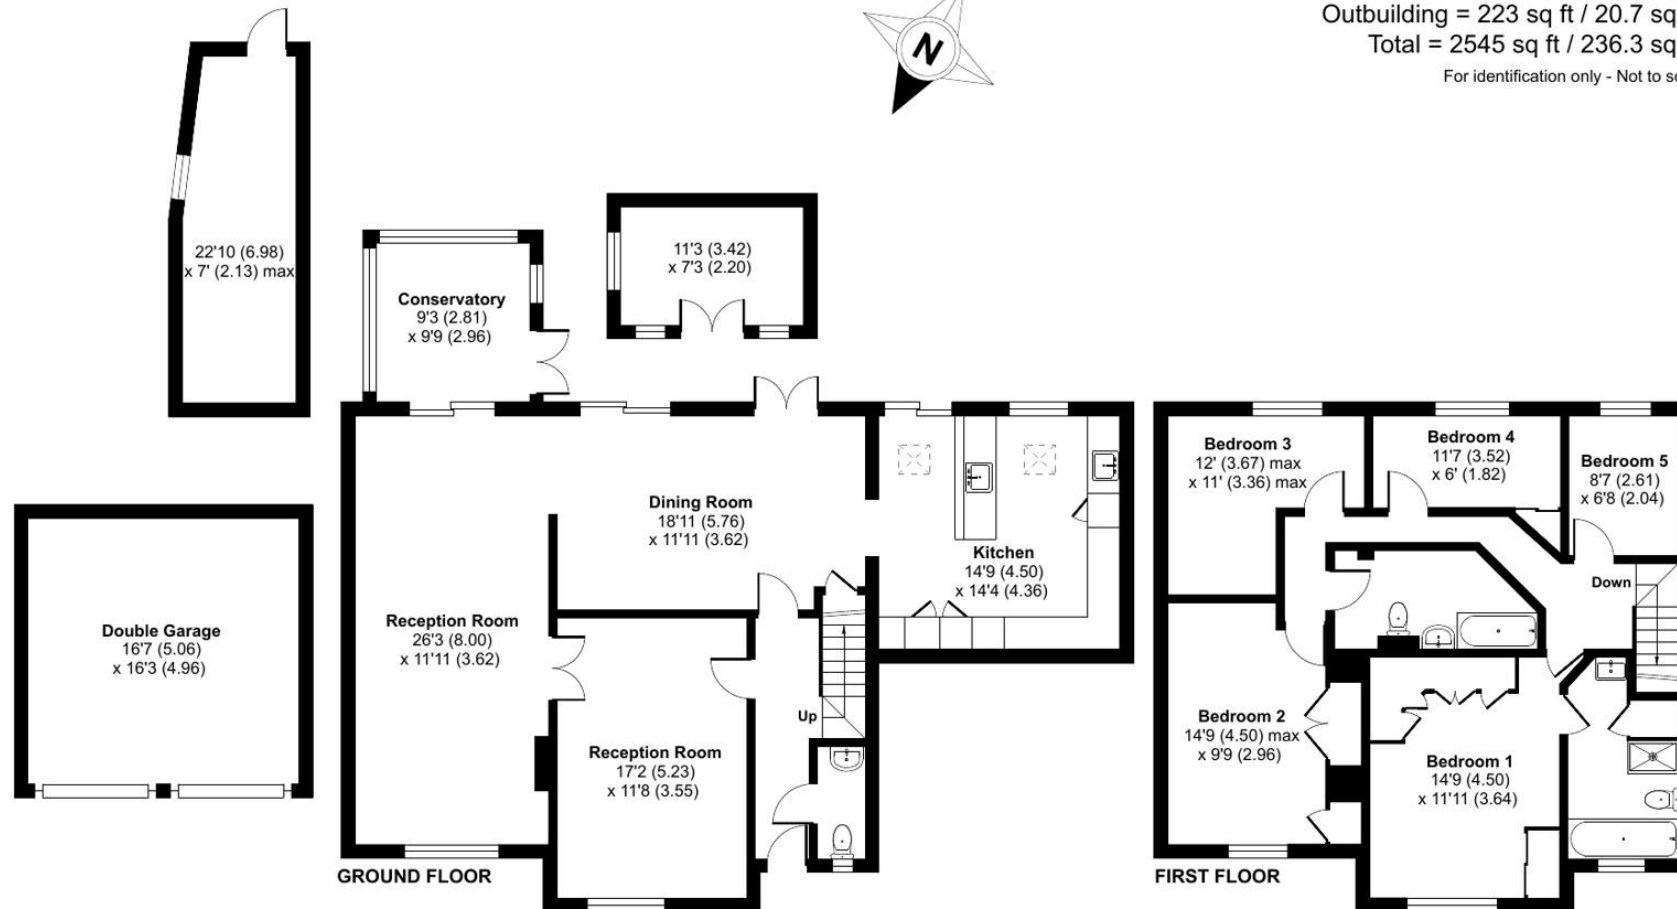 Outbuilding = 223 sq ft / 20.7 sq
Total = 2545 sq ft / 236.3 sq
For identification only - Not to
N
22'10 (6.98)
x 7' (2.13) max
11'3 (3.42)
x 7'3 (2.20)
Conservatory
9'3 (2.81)
x 9'9 (2.96)
Dining Room
18'11 (5.76)
x 11'11 (3.62)
Kitchen
14'9 (4.50)
x 14'4 (4.36)
Reception Room
26'3 (8.00)
x 11'11 (3.62)
Double Garage
16'7 (5.06)
x 16'3 (4.96)
Up
Reception Room
17'2 (5.23)
x 11'8 (3.55)
GROUND FLOOR
Bedroom 3
12' (3.67) max
x 11' (3.36) max
Bedroom 4
11'7 (3.52)
x 6' (1.82)
Bedroom 5
8'7 (2.61)
x 6'8 (2.04)
Down
Bedroom 2
14'9 (4.50) max
x 9'9 (2.96)
Bedroom 1
14'9 (4.50)
x 11'11 (3.64)
FIRST FLOOR